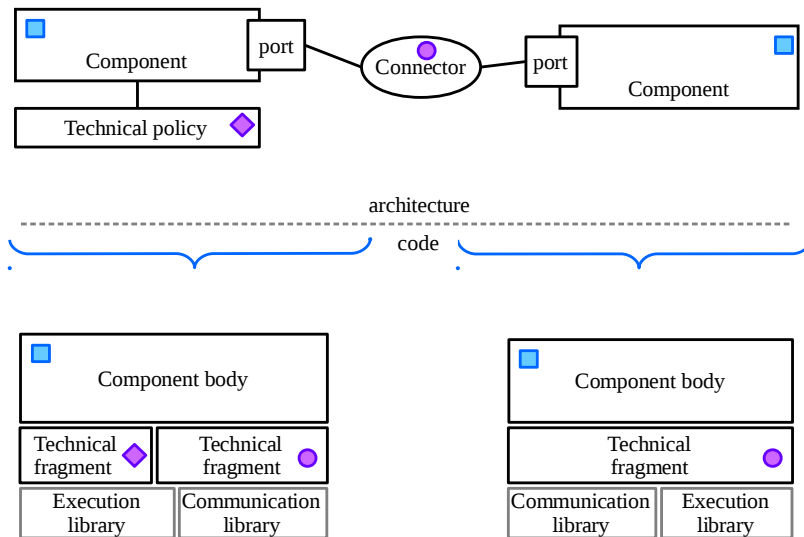 port
Component
Connector
port
Component
Technical policy
architecture
code
Component body
Technical
fragment
Technical
fragment
Execution
library
Communication
library
Component body
Technical
fragment
Communication
library
Execution
library